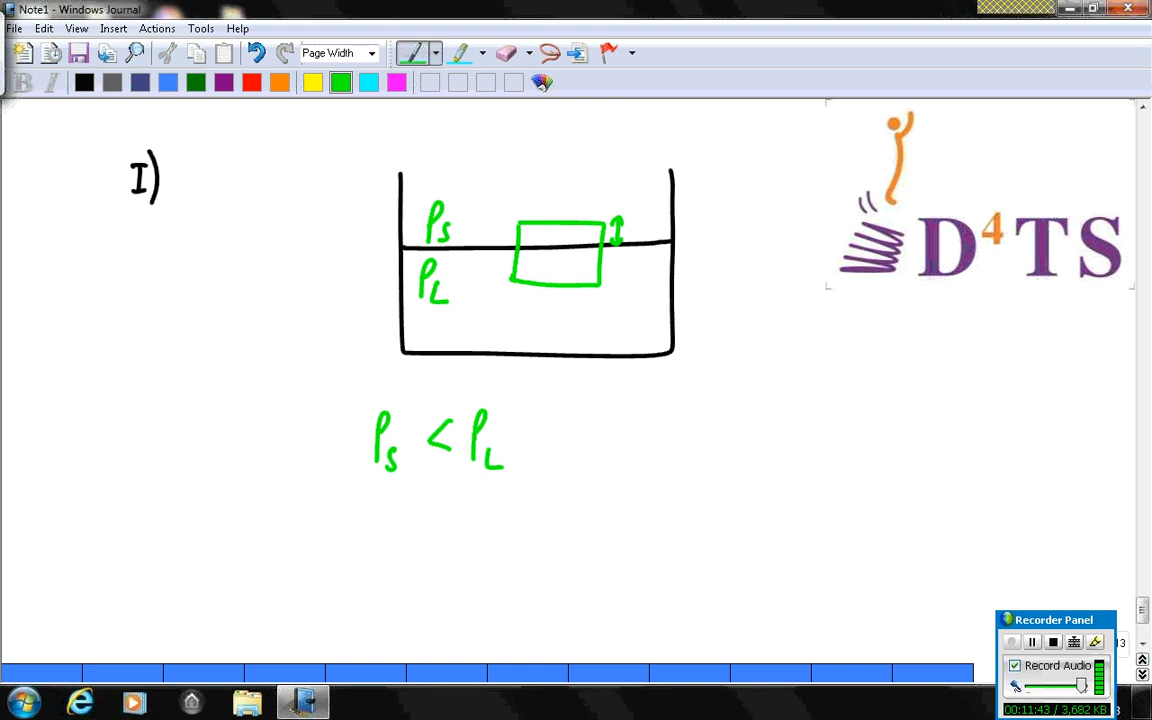 Note1 - Windows Journal
File Edit View Insert Actions Tools Help
Page Width
B I
I)
ρs
ρL
D4TS
ρs < ρL
Recorder Panel
13
Record Audio
00:11:43 / 3,682 KB